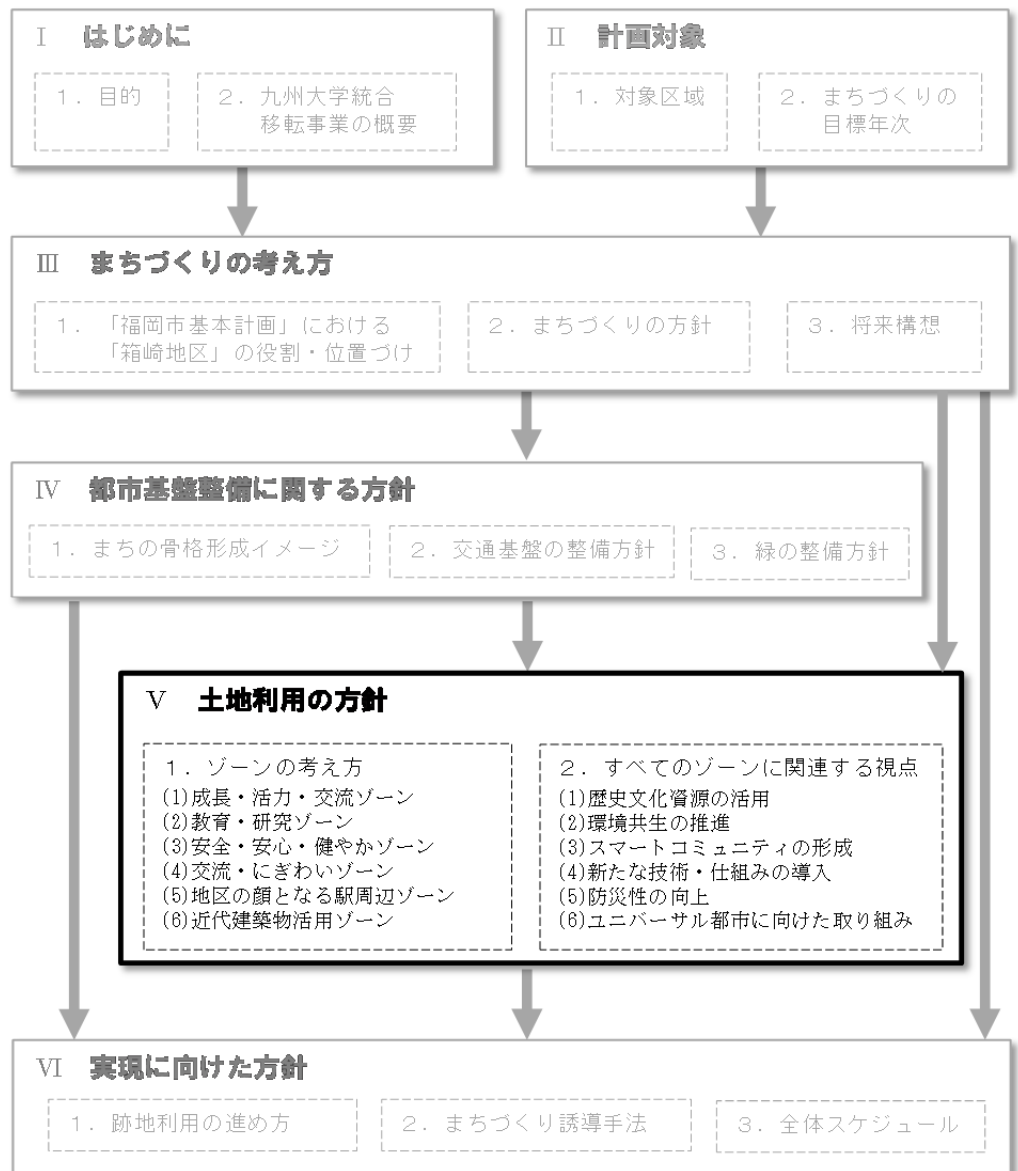 Ⅰ はじめに
1．目的
2．九州大学統合
移転事業の概要
Ⅱ 計画対象
1．対象区域
2．まちづくりの
目標年次
Ⅲ まちづくりの考え方
1．「福岡市基本計画」における
「箱崎地区」の役割・位置づけ
2．まちづくりの方針
3．将来構想
Ⅳ 都市基盤整備に関する方針
1．まちの骨格形成イメージ
2．交通基盤の整備方針
3．緑の整備方針
Ⅴ 土地利用の方針
1．ゾーンの考え方
(1)成長・活力・交流ゾーン
(2)教育・研究ゾーン
(3)安全・安心・健やかゾーン
(4)交流・にぎわいゾーン
(5)地区の顔となる駅周辺ゾーン
(6)近代建築物活用ゾーン
2．すべてのゾーンに関連する視点
(1)歴史文化資源の活用
(2)環境共生の推進
(3)スマートコミュニティの形成
(4)新たな技術・仕組みの導入
(5)防災性の向上
(6)ユニバーサル都市に向けた取り組み
Ⅵ 実現に向けた方針
1．跡地利用の進め方
2．まちづくり誘導手法
3．全体スケジュール